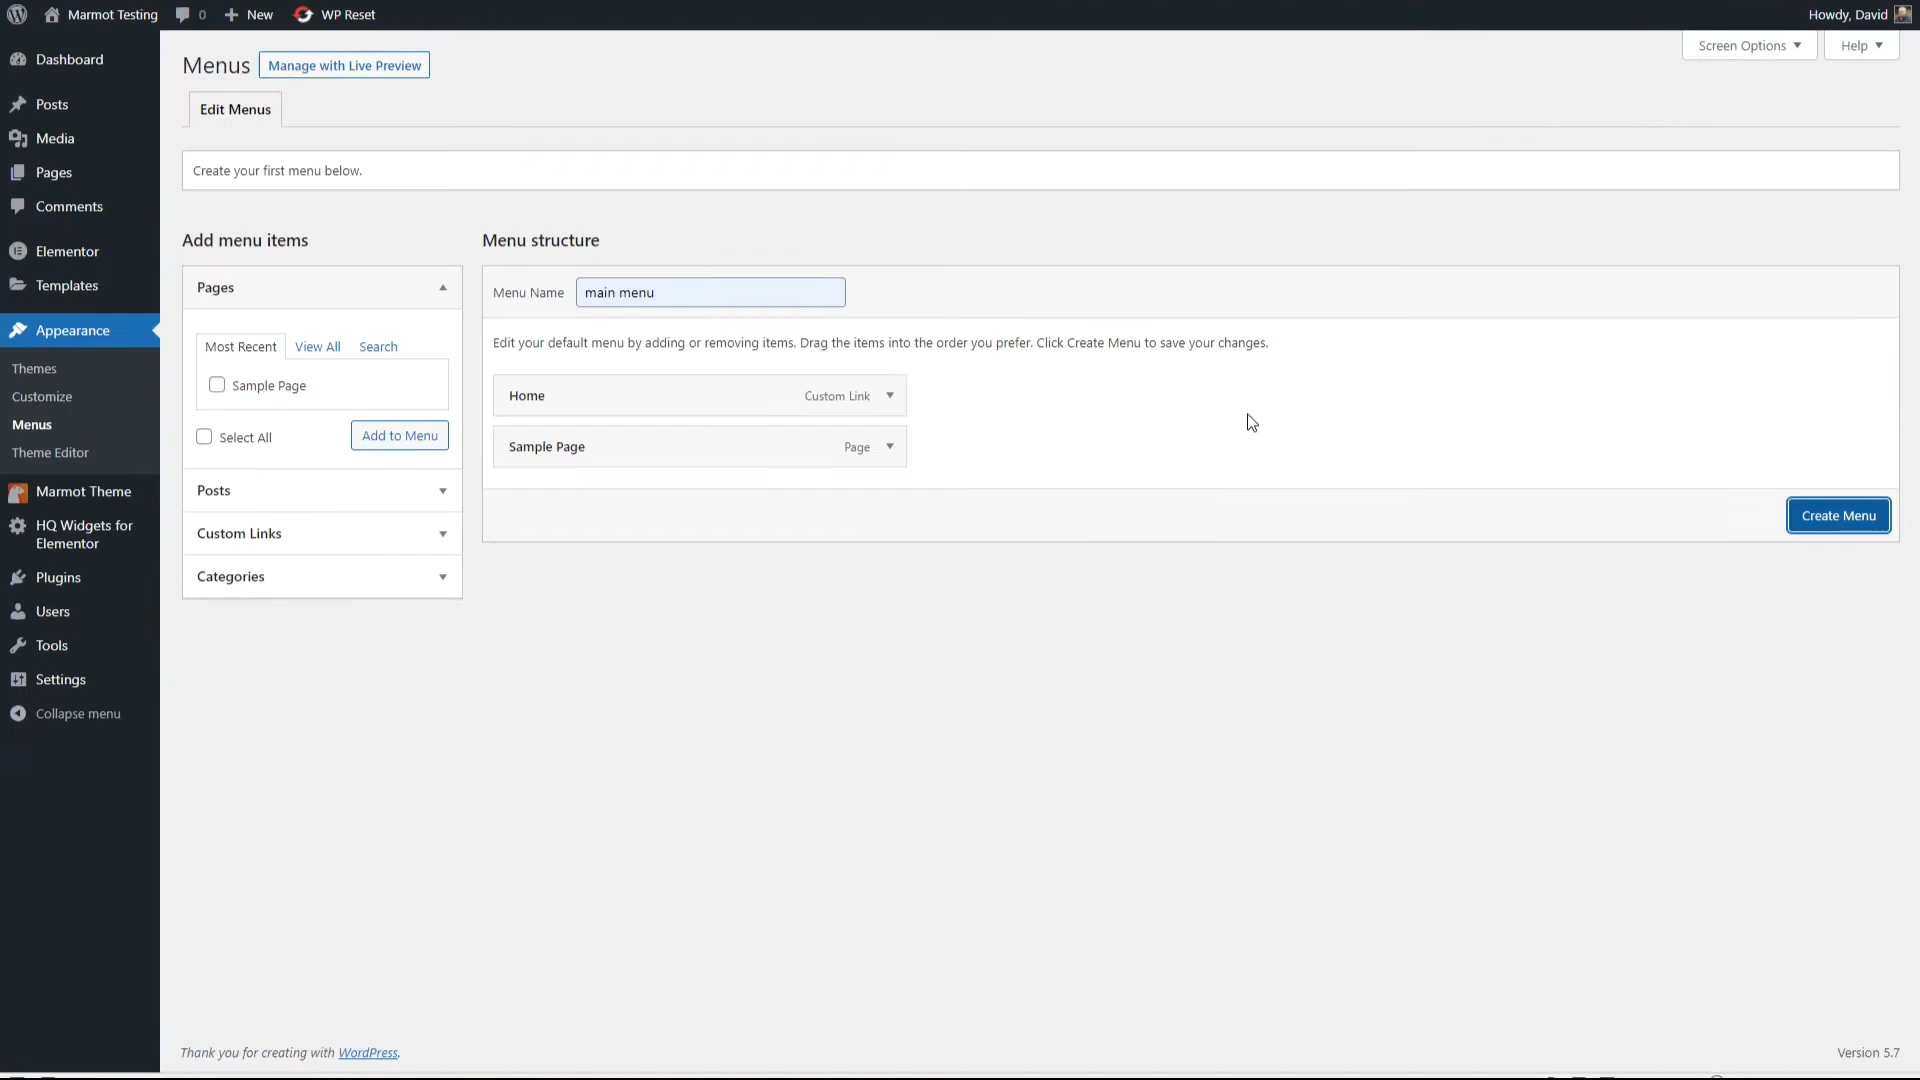 Marmot Testing
0
New
WP Reset
Howdy, David
Dashboard
Posts
Media
Pages
Comments
Elementor
Templates
Appearance
Themes
Customize
Menus
Theme Editor
Marmot Theme
HQ Widgets for
Elementor
Plugins
Users
Tools
Settings
Collapse menu
Screen Options
Help
Menus
Manage with Live Preview
Edit Menus
Create your first menu below.
Add menu items
Pages
Most Recent
View All
Search
Sample Page
Select All
Add to Menu
Posts
Custom Links
Categories
Menu structure
Menu Name
main menu
Edit your default menu by adding or removing items. Drag the items into the order you prefer. Click Create Menu to save your changes.
Home
Custom Link
Sample Page
Page
Create Menu
Thank you for creating with WordPress.
Version 5.7